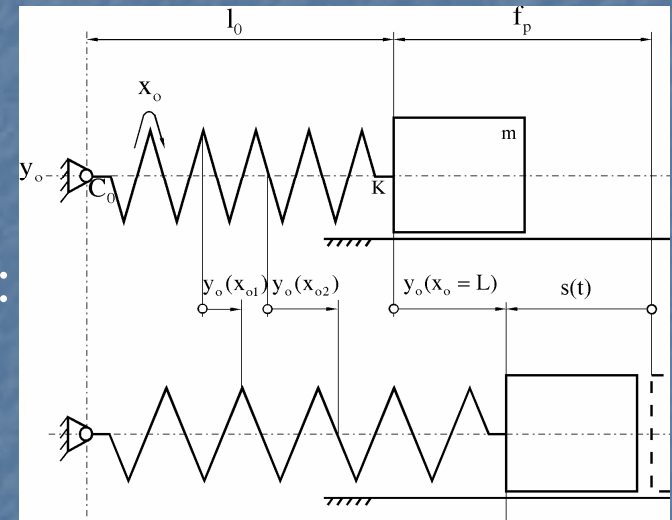 l₀ fₚ
xₒ
m
yₒ
C₀ K
yₒ(xₒ₁) yₒ(xₒ₂) yₒ(xₒ = L) s(t)